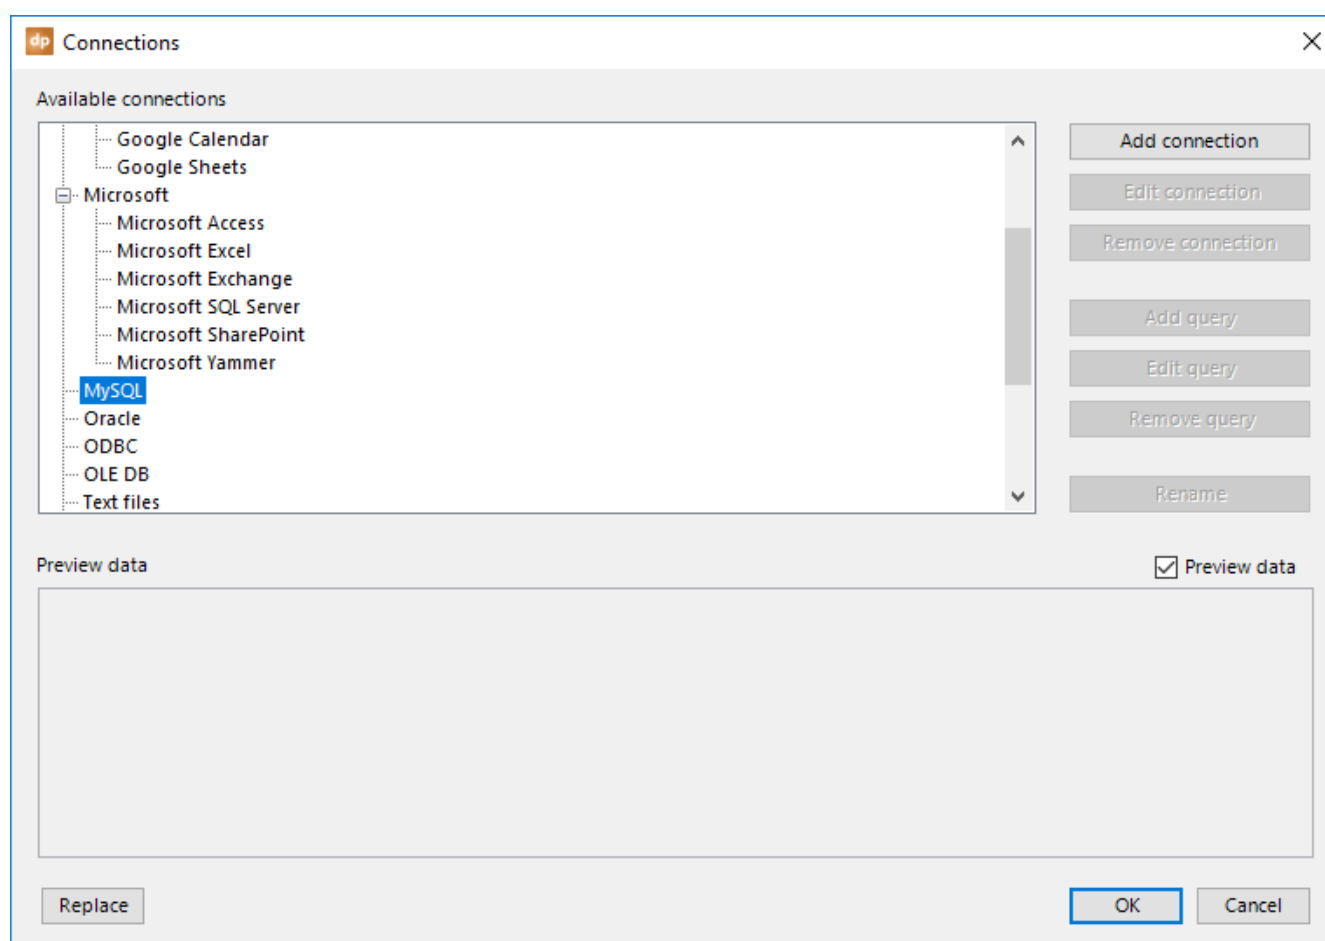 dp Connections
Available connections
Google Calendar
Google Sheets
Microsoft
Microsoft Access
Microsoft Excel
Microsoft Exchange
Microsoft SQL Server
Microsoft SharePoint
Microsoft Yammer
MySQL
Oracle
ODBC
OLE DB
Text files
Add connection
Edit connection
Remove connection
Add query
Edit query
Remove query
Rename
Preview data
Preview data
Replace
OK
Cancel